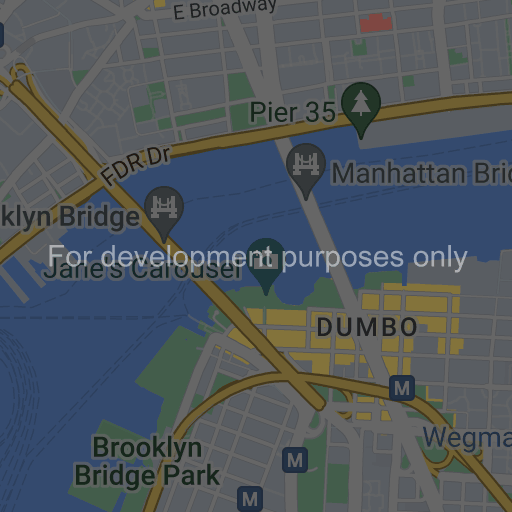 E Broadway
Pier 35
FDR Dr
Manhattan Bri
klyn Bridge
For development purposes only
Jane's Carousel
DUMBO
M
Wegma
Brooklyn
Bridge Park
M
M